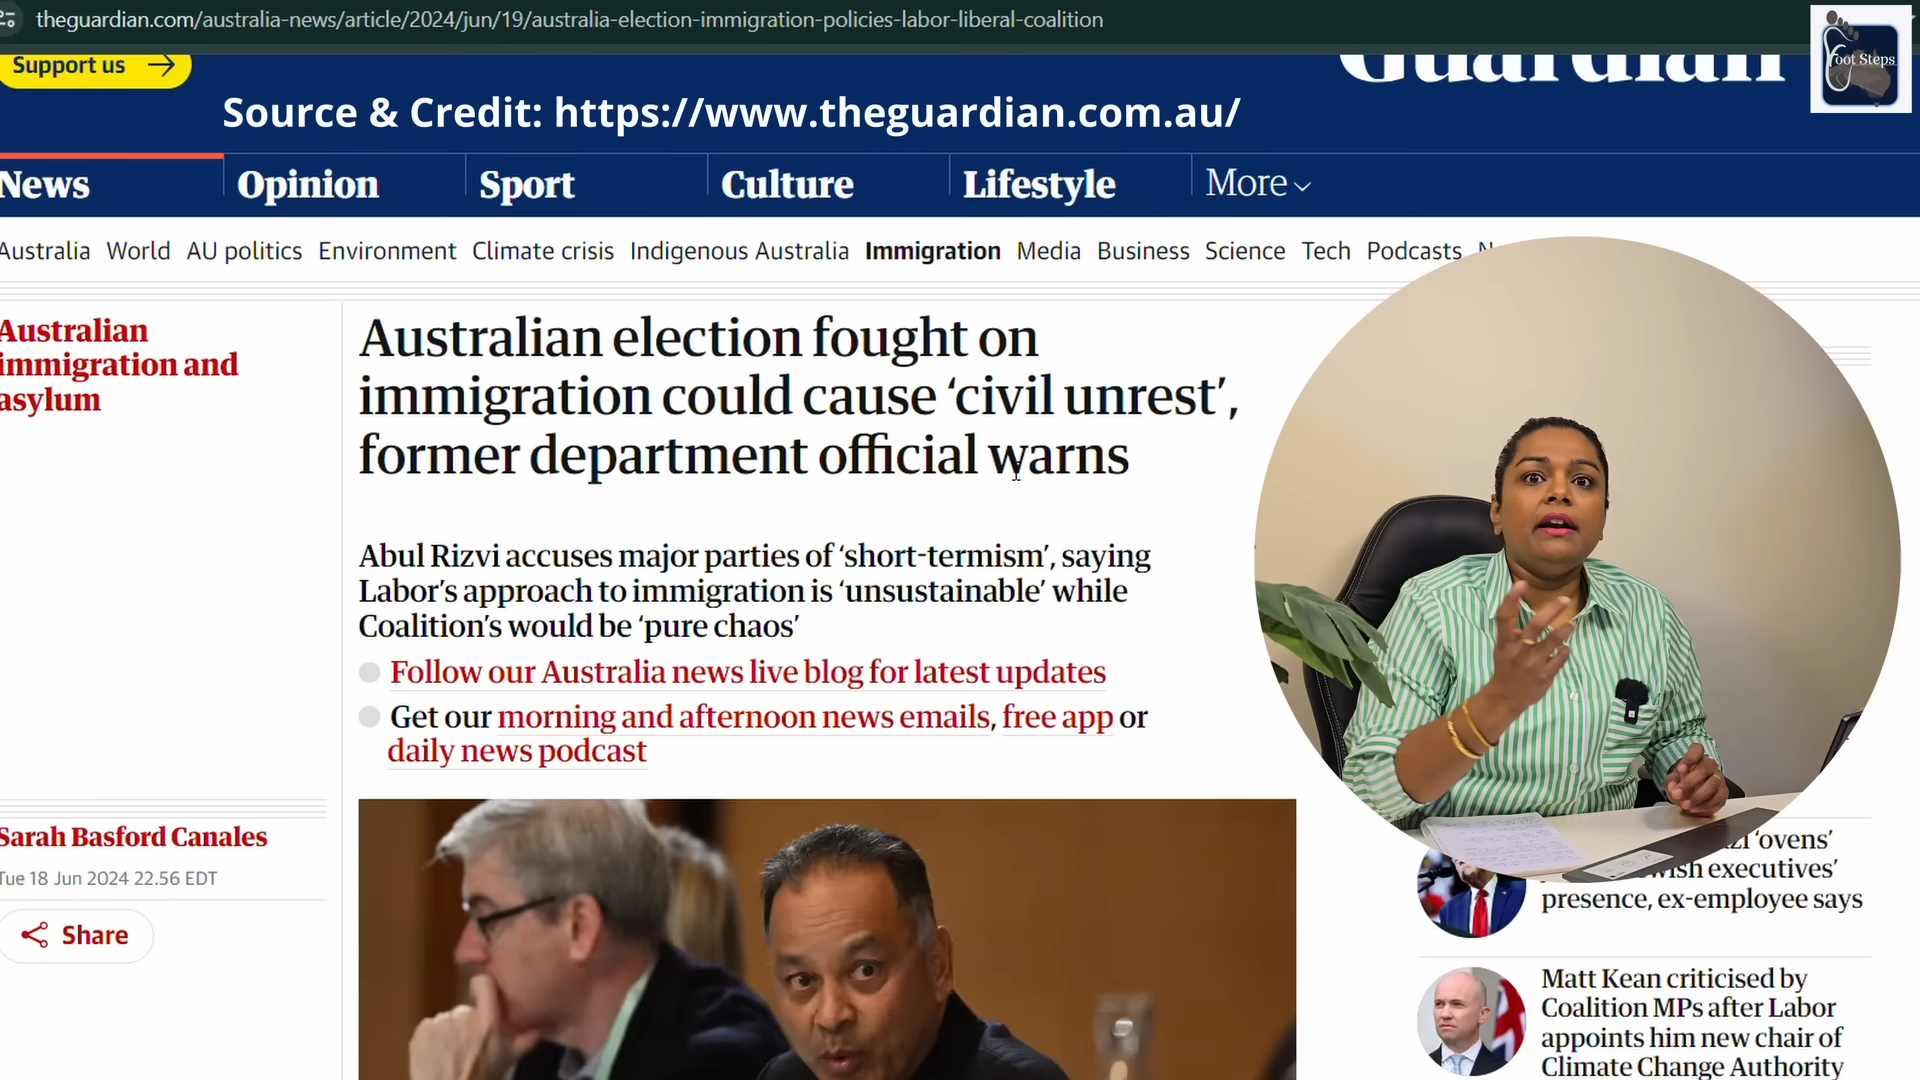 theguardian.com/australia-news/article/2024/jun/19/australia-election-immigration-policies-labor-liberal-coalition
Support us
Guardian
Foot Steps
Source & Credit: https://www.theguardian.com.au/
News Opinion Sport Culture Lifestyle More
Australia World AU politics Environment Climate crisis Indigenous Australia Immigration Media Business Science Tech Podcasts
Australian
immigration and
asylum
Australian election fought on
immigration could cause ‘civil unrest’,
former department official warns
Abul Rizvi accuses major parties of ‘short-termism’, saying
Labor’s approach to immigration is ‘unsustainable’ while
Coalition’s would be ‘pure chaos’
Follow our Australia news live blog for latest updates
Get our morning and afternoon news emails, free app or
daily news podcast
Sarah Basford Canales
Tue 18 Jun 2024 22.56 EDT
Share
‘ovens’
executives’
presence, ex-employee says
Matt Kean criticised by
Coalition MPs after Labor
appoints him new chair of
Climate Change Authority